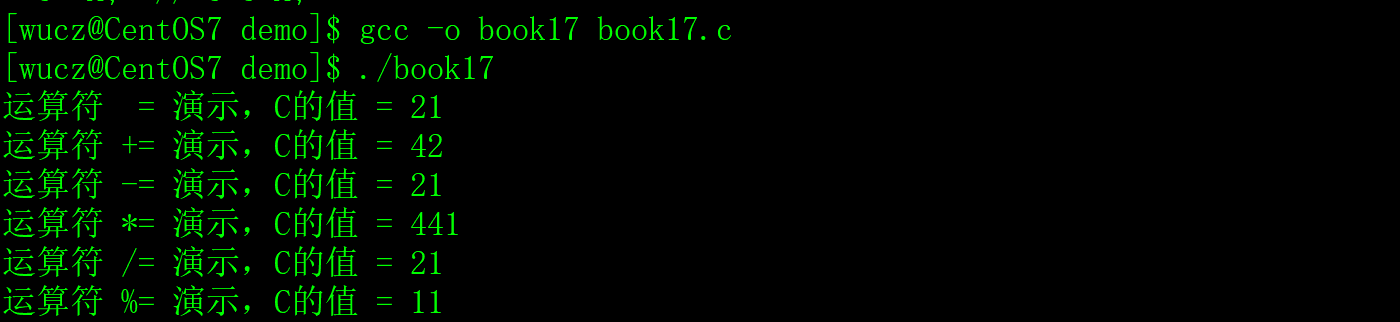 [wucz@CentOS7 demo]$ gcc -o book17 book17.c
[wucz@CentOS7 demo]$ ./book17
运算符  = 演示，C的值 = 21
运算符 += 演示，C的值 = 42
运算符 -= 演示，C的值 = 21
运算符 *= 演示，C的值 = 441
运算符 /= 演示，C的值 = 21
运算符 %= 演示，C的值 = 11